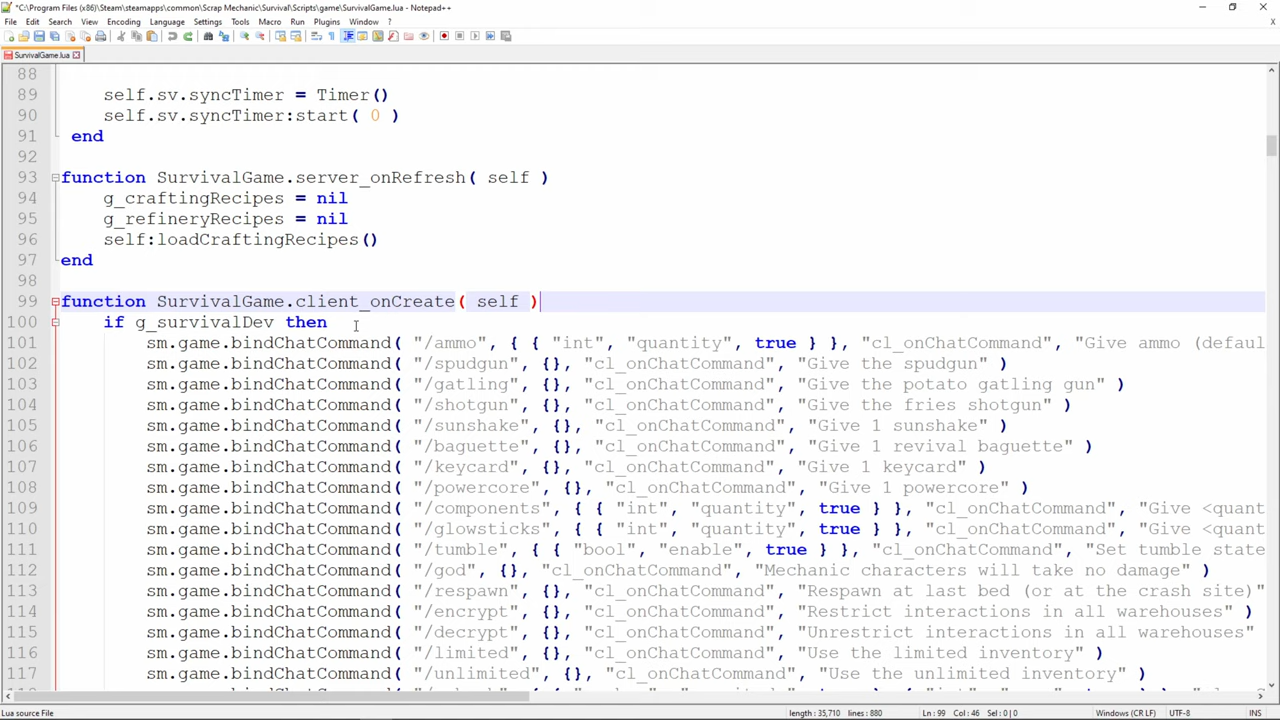 *C:\Program Files (x86)\Steam\steamapps\common\Scrap Mechanic\Survival\Scripts\game\SurvivalGame.lua - Notepad++
File Edit Search View Encoding Language Settings Tools Macro Run Plugins Window ?
SurvivalGame.lua
88
89 self.sv.syncTimer = Timer()
90 self.sv.syncTimer:start( 0 )
91 end
92
93 function SurvivalGame.server_onRefresh( self )
94 g_craftingRecipes = nil
95 g_refineryRecipes = nil
96 self:loadCraftingRecipes()
97 end
98
99 function SurvivalGame.client_onCreate( self )
100 if g_survivalDev then
101 sm.game.bindChatCommand( "/ammo", { { "int", "quantity", true } }, "cl_onChatCommand", "Give ammo (defaul
102 sm.game.bindChatCommand( "/spudgun", {}, "cl_onChatCommand", "Give the spudgun" )
103 sm.game.bindChatCommand( "/gatling", {}, "cl_onChatCommand", "Give the potato gatling gun" )
104 sm.game.bindChatCommand( "/shotgun", {}, "cl_onChatCommand", "Give the fries shotgun" )
105 sm.game.bindChatCommand( "/sunshake", {}, "cl_onChatCommand", "Give 1 sunshake" )
106 sm.game.bindChatCommand( "/baguette", {}, "cl_onChatCommand", "Give 1 revival baguette" )
107 sm.game.bindChatCommand( "/keycard", {}, "cl_onChatCommand", "Give 1 keycard" )
108 sm.game.bindChatCommand( "/powercore", {}, "cl_onChatCommand", "Give 1 powercore" )
109 sm.game.bindChatCommand( "/components", { { "int", "quantity", true } }, "cl_onChatCommand", "Give <quant
110 sm.game.bindChatCommand( "/glowsticks", { { "int", "quantity", true } }, "cl_onChatCommand", "Give <quant
111 sm.game.bindChatCommand( "/tumble", { { "bool", "enable", true } }, "cl_onChatCommand", "Set tumble state
112 sm.game.bindChatCommand( "/god", {}, "cl_onChatCommand", "Mechanic characters will take no damage" )
113 sm.game.bindChatCommand( "/respawn", {}, "cl_onChatCommand", "Respawn at last bed (or at the crash site)"
114 sm.game.bindChatCommand( "/encrypt", {}, "cl_onChatCommand", "Restrict interactions in all warehouses" )
115 sm.game.bindChatCommand( "/decrypt", {}, "cl_onChatCommand", "Unrestrict interactions in all warehouses"
116 sm.game.bindChatCommand( "/limited", {}, "cl_onChatCommand", "Use the limited inventory" )
117 sm.game.bindChatCommand( "/unlimited", {}, "cl_onChatCommand", "Use the unlimited inventory" )
Lua source File length : 35,710 lines : 880 Ln : 99 Col : 46 Sel : 0 | 0 Windows (CR LF) UTF-8 INS